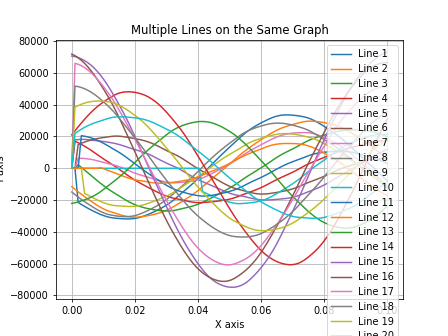 Multiple Lines on the Same Graph
80000
60000
40000
20000
0
−20000
−40000
−60000
−80000
0.00
0.02
0.04
0.06
X axis
Line 1
Line 2
Line 3
Line 4
Line 5
Line 7
Line 8
Line 9
Line 10
Line 11
Line 12
Line 13
Line 14
Line 15
Line 16
Line 17
Line 18
Line 19
Line 20